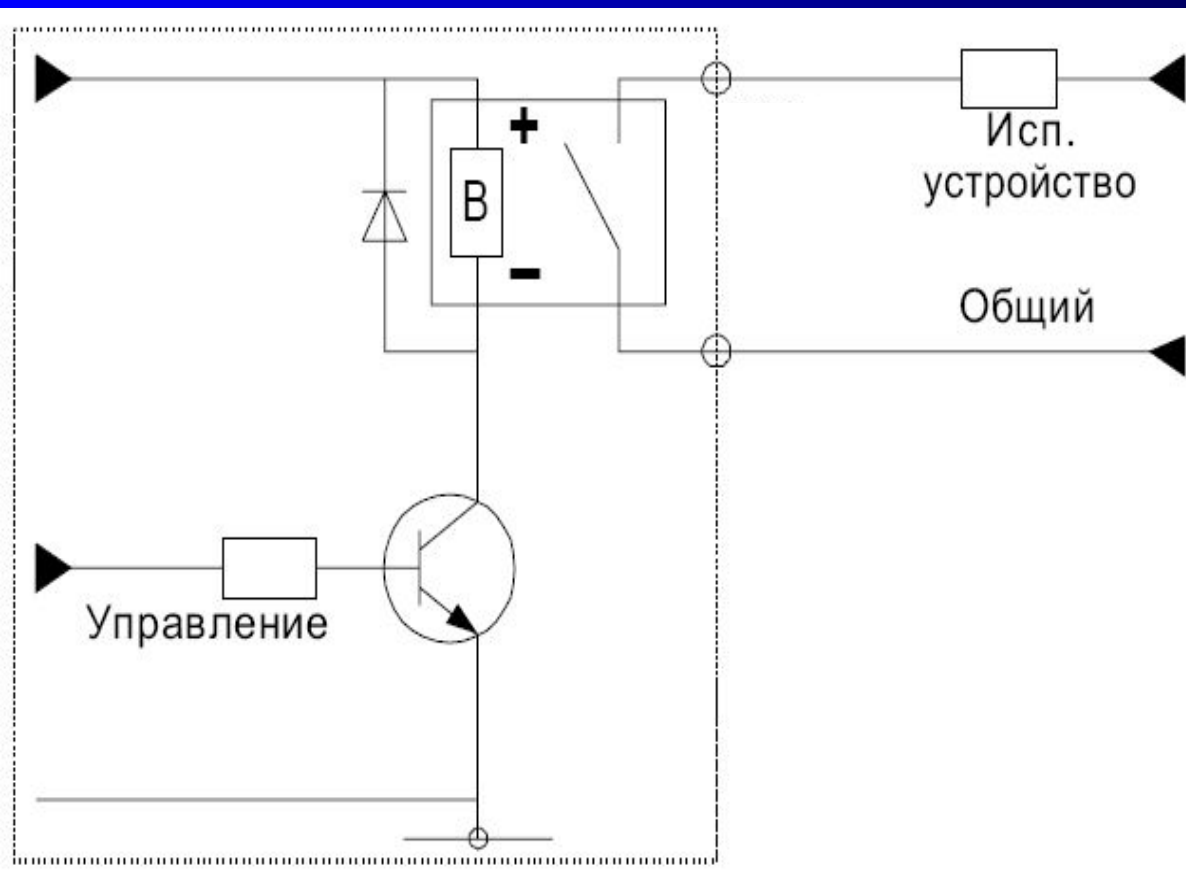 +
Исп.
устройство
В
−
Общий
Управление